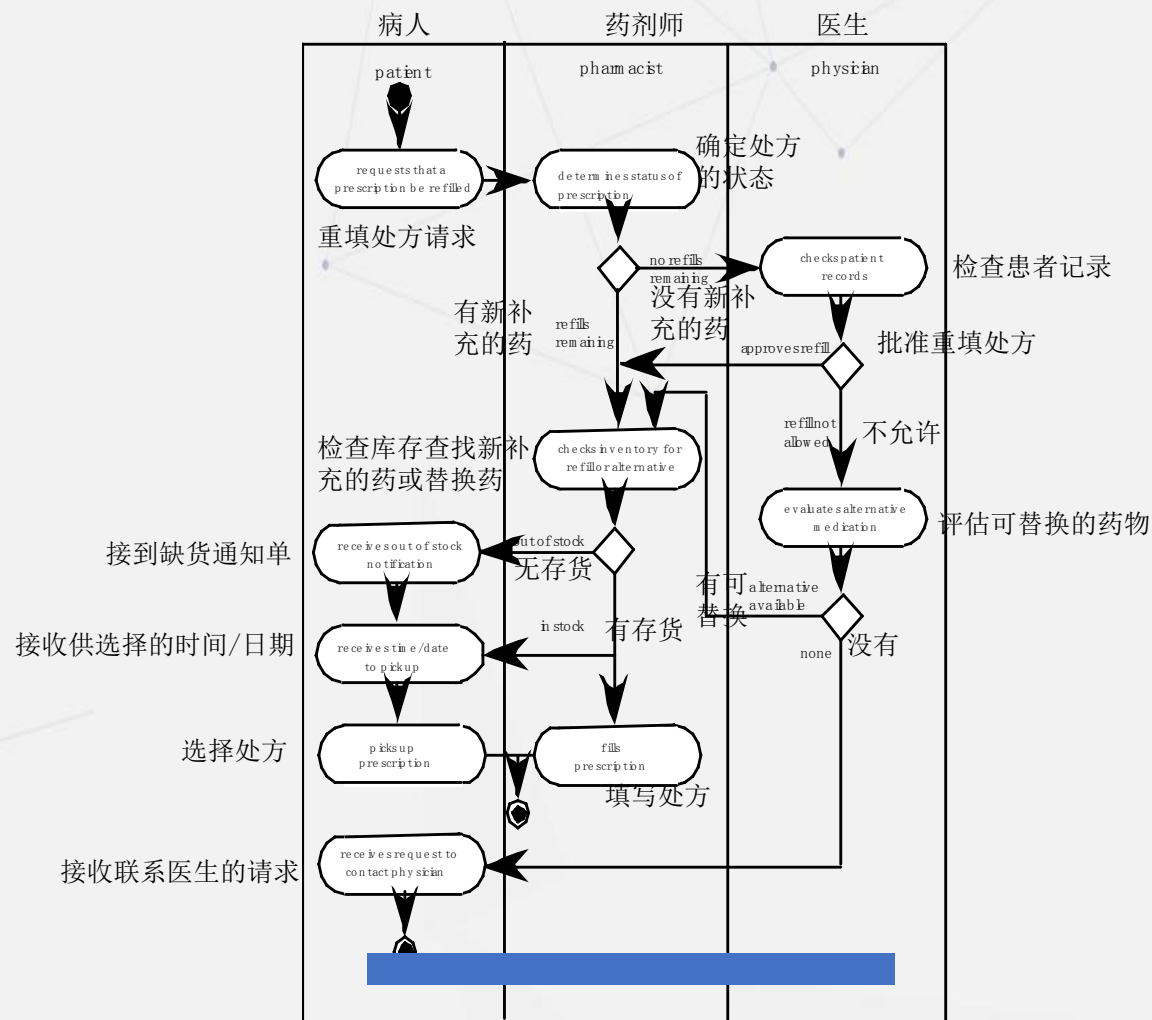 病人
药剂师
医生
patient
pharmacist
physician
requests that a
prescription be refilled
重填处方请求
determines status of
prescription
确定处方
的状态
no refills
remaining
没有新补
充的药
checks patient
records
检查患者记录
有新补
充的药
refills
remaining
approves refill
批准重填处方
refill not
allowed
不允许
检查库存查找新补
充的药或替换药
checks inventory for
refill or alternative
evaluates alternative
medication
评估可替换的药物
接到缺货通知单
receives out of stock
notification
out of stock
无存货
有可
替换
alternative
available
接收供选择的时间/日期
receives time/date
to pickup
in stock
有存货
none
没有
选择处方
picks up
prescription
fills
prescription
填写处方
接收联系医生的请求
receives request to
contact physician